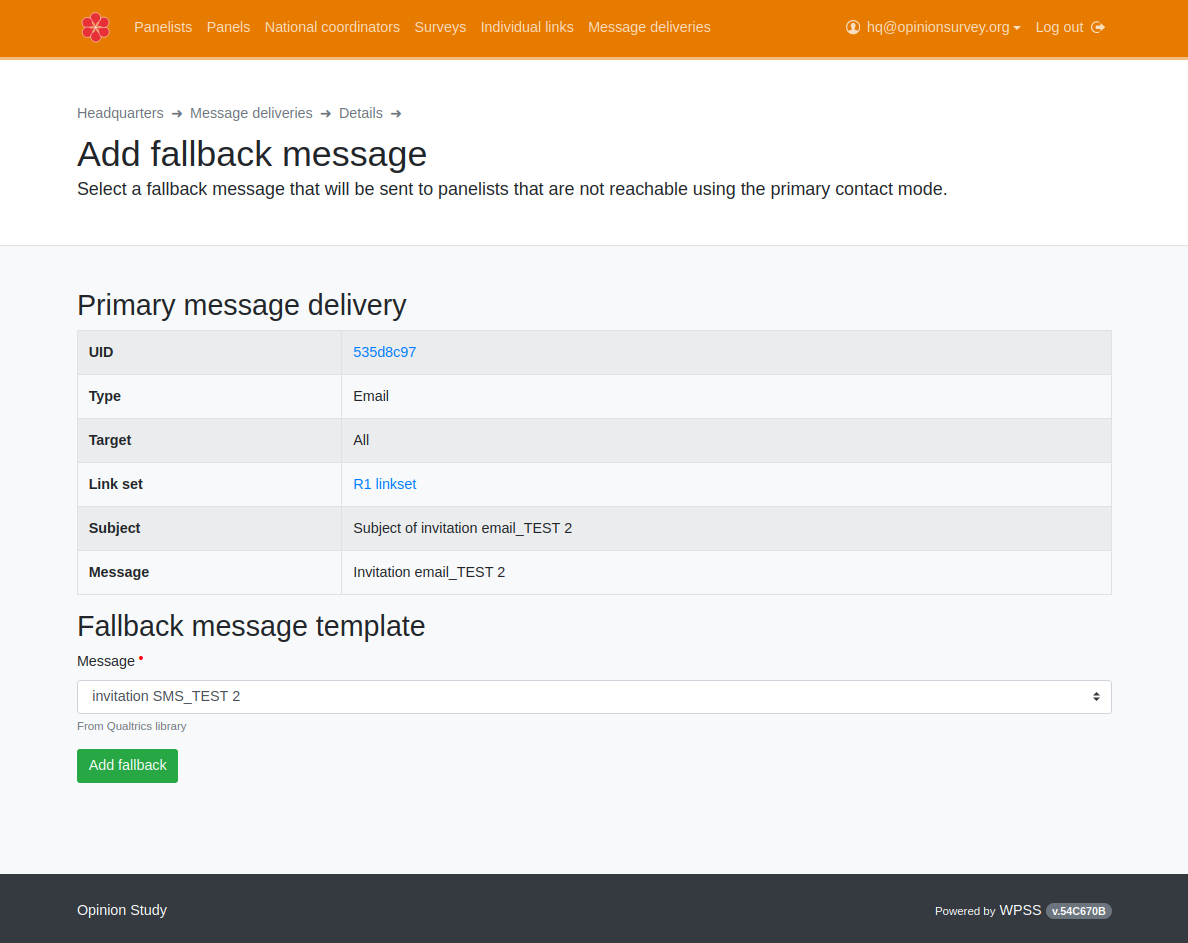 Panelists Panels National coordinators Surveys Individual links Message deliveries hq@opinionsurvey.org Log out
Headquarters ➜ Message deliveries ➜ Details ➜
Add fallback message
Select a fallback message that will be sent to panelists that are not reachable using the primary contact mode.
Primary message delivery
UID 535d8c97
Type Email
Target All
Link set R1 linkset
Subject Subject of invitation email_TEST 2
Message Invitation email_TEST 2
Fallback message template
Message
invitation SMS_TEST 2
From Qualtrics library
Add fallback
Opinion Study Powered by WPSS v.54C670B